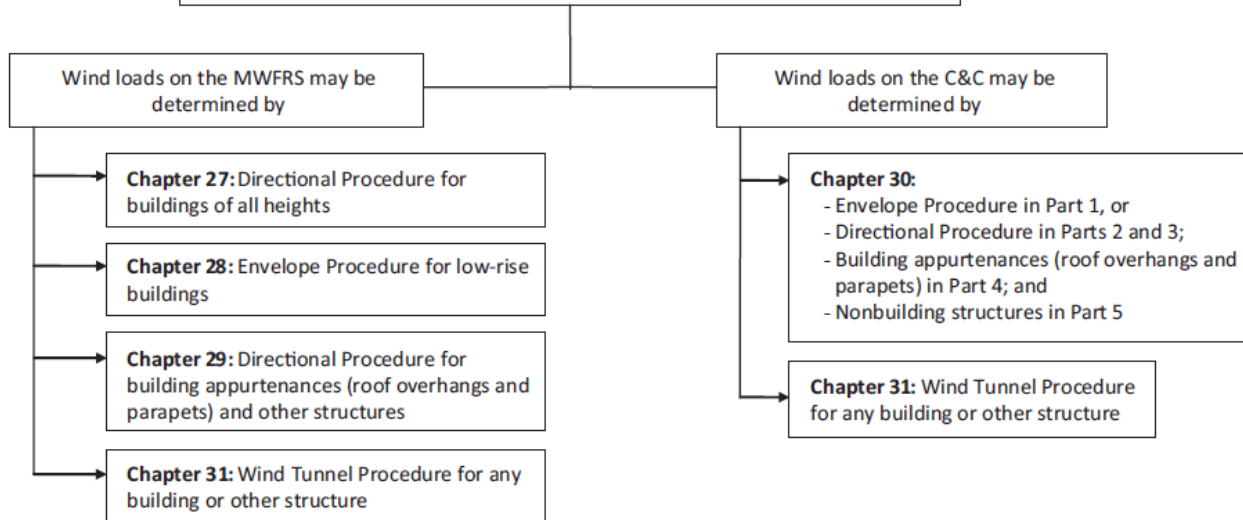 Wind loads on the MWFRS may be
determined by
Chapter 27: Directional Procedure for
buildings of all heights
Chapter 28: Envelope Procedure for low-rise
buildings
Chapter 29: Directional Procedure for
building appurtenances (roof overhangs and
parapets) and other structures
Chapter 31: Wind Tunnel Procedure for any
building or other structure
Wind loads on the C&C may be
determined by
Chapter 30:
- Envelope Procedure in Part 1, or
- Directional Procedure in Parts 2 and 3;
- Building appurtenances (roof overhangs and
parapets) in Part 4; and
- Nonbuilding structures in Part 5
Chapter 31: Wind Tunnel Procedure
for any building or other structure